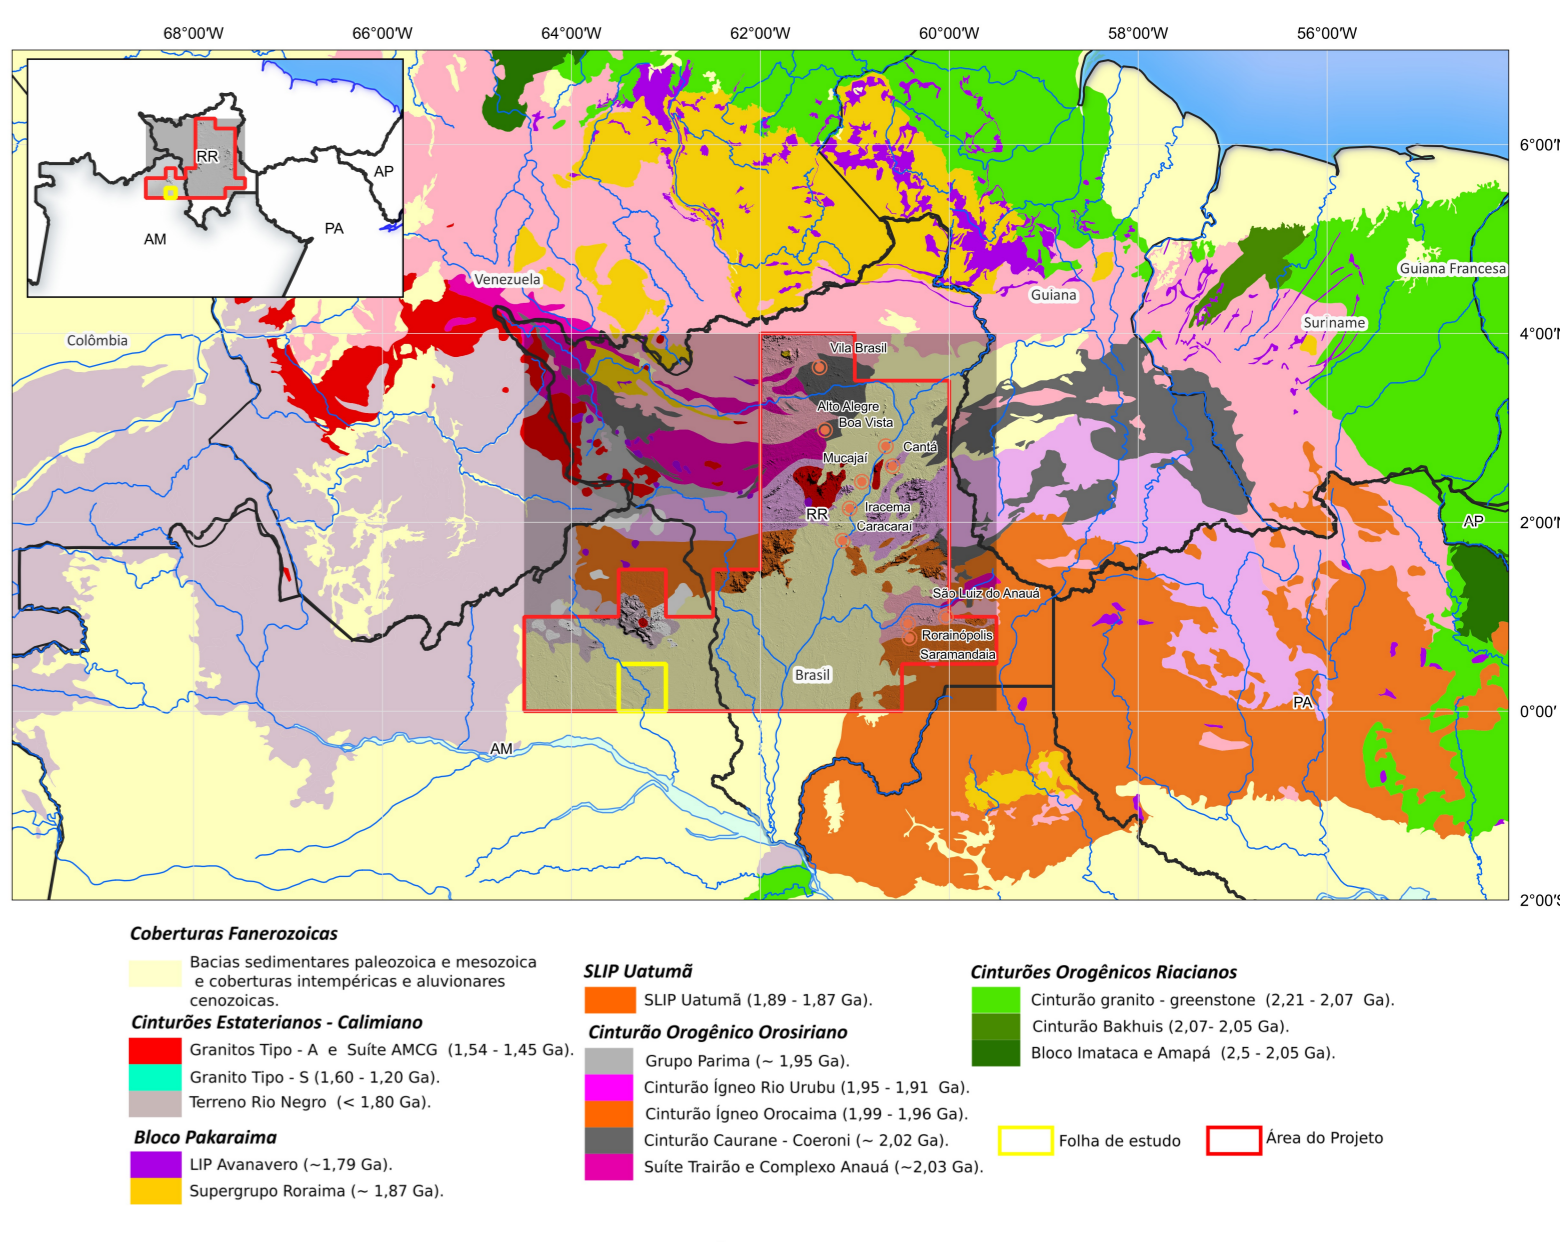 68°00'W
66°00'W
64°00'W
62°00'W
60°00'W
58°00'W
56°00'W
6°00'N
4°00'N
2°00'N
0°00'
2°00'S
RR
AP
PA
AM
Venezuela
Guiana
Guiana Francesa
Suriname
Colômbia
Vila Brasil
Alto Alegre
Boa Vista
Cantá
Mucajaí
Iracema
RR
Caracaraí
AP
São Luiz do Anauá
Rorainópolis
Saramandaia
Brasil
PA
AM
Coberturas Fanerozoicas
Bacias sedimentares paleozoica e mesozoica
e coberturas intempéricas e aluvionares
cenozoicas.
Cinturões Estaterianos - Calimiano
Granitos Tipo - A e Suíte AMCG (1,54 - 1,45 Ga).
Granito Tipo - S (1,60 - 1,20 Ga).
Terreno Rio Negro (< 1,80 Ga).
Bloco Pakaraima
LIP Avanavero (~1,79 Ga).
Supergrupo Roraima (~ 1,87 Ga).
SLIP Uatumã
SLIP Uatumã (1,89 - 1,87 Ga).
Cinturão Orogênico Orosiriano
Grupo Parima (~ 1,95 Ga).
Cinturão Ígneo Rio Urubu (1,95 - 1,91 Ga).
Cinturão Ígneo Orocaima (1,99 - 1,96 Ga).
Cinturão Caurane - Coeroni (~ 2,02 Ga).
Suíte Trairão e Complexo Anauá (~2,03 Ga).
Cinturões Orogênicos Riacianos
Cinturão granito - greenstone (2,21 - 2,07 Ga).
Cinturão Bakhuis (2,07- 2,05 Ga).
Bloco Imataca e Amapá (2,5 - 2,05 Ga).
Folha de estudo
Área do Projeto